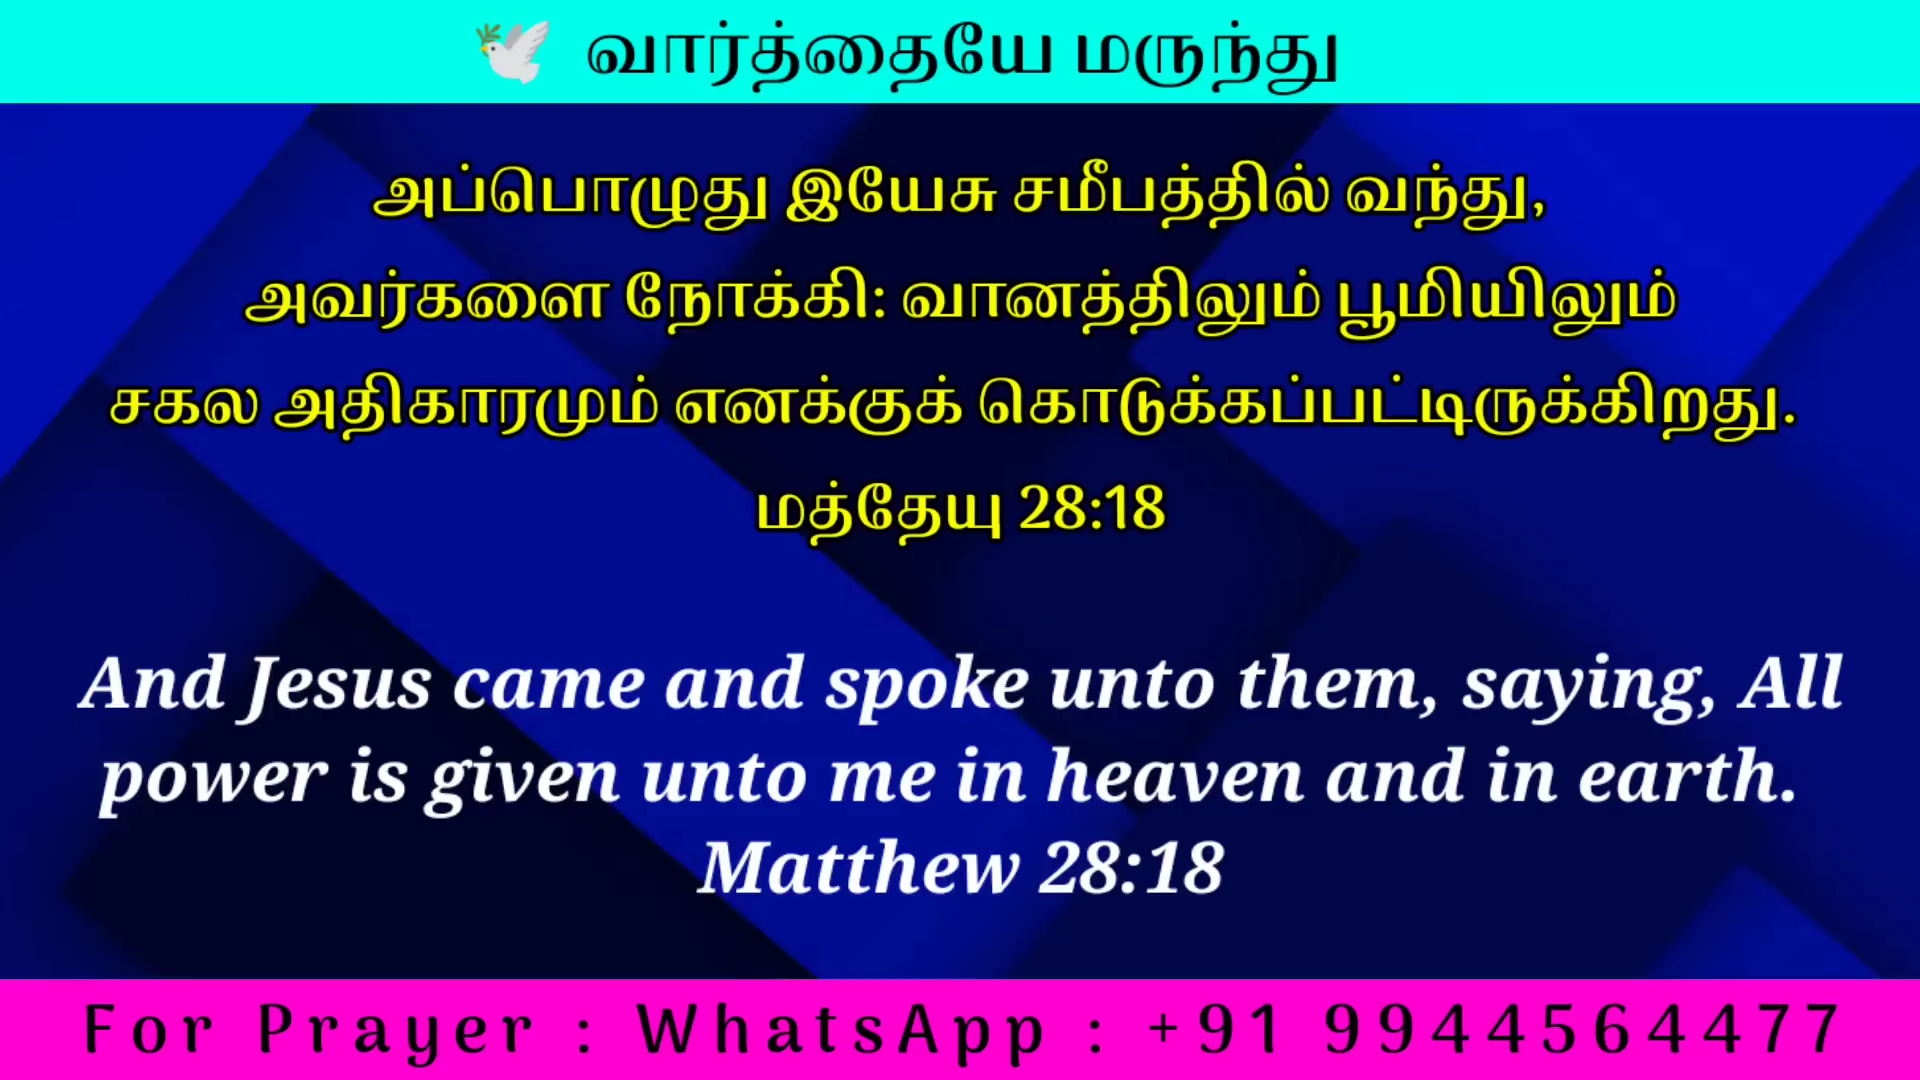 🕊️ வார்த்தையே மருந்து
அப்பொழுது இயேசு சமீபத்தில் வந்து,
அவர்களை நோக்கி: வானத்திலும் பூமியிலும்
சகல அதிகாரமும் எனக்குக் கொடுக்கப்பட்டிருக்கிறது.
மத்தேயு 28:18
And Jesus came and spoke unto them, saying, All
power is given unto me in heaven and in earth.
Matthew 28:18
For Prayer : WhatsApp : +91 9944564477